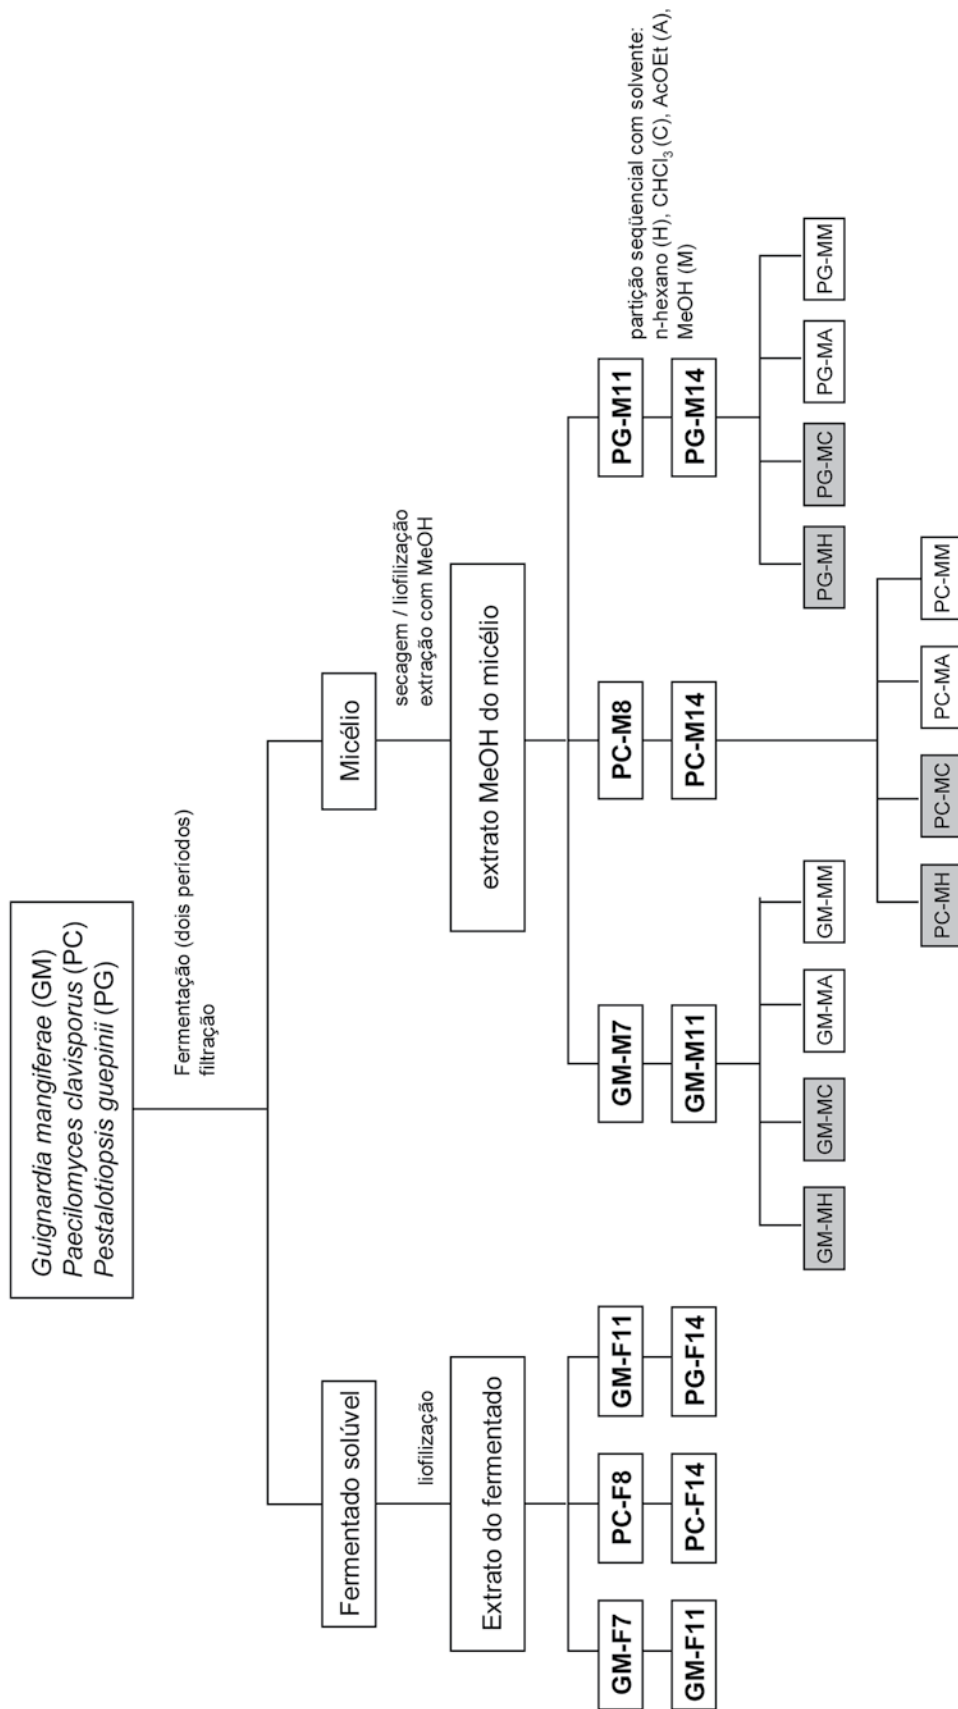 Guignardia mangiferae (GM)
Paecilomyces clavisporus (PC)
Pestalotiopsis guepinii (PG)
Fermentação (dois períodos)
filtração
Fermentado solúvel
Micélio
liofilização
secagem / liofilização
extração com MeOH
Extrato do fermentado
extrato MeOH do micélio
GM-F7
PC-F8
GM-F11
GM-M7
PC-M8
PG-M11
GM-F11
PC-F14
PG-F14
GM-M11
PC-M14
PG-M14
partição seqüencial com solvente:
n-hexano (H), CHCl₃ (C), AcOEt (A),
MeOH (M)
GM-MH
GM-MC
GM-MA
GM-MM
PG-MH
PG-MC
PG-MA
PG-MM
PC-MH
PC-MC
PC-MA
PC-MM